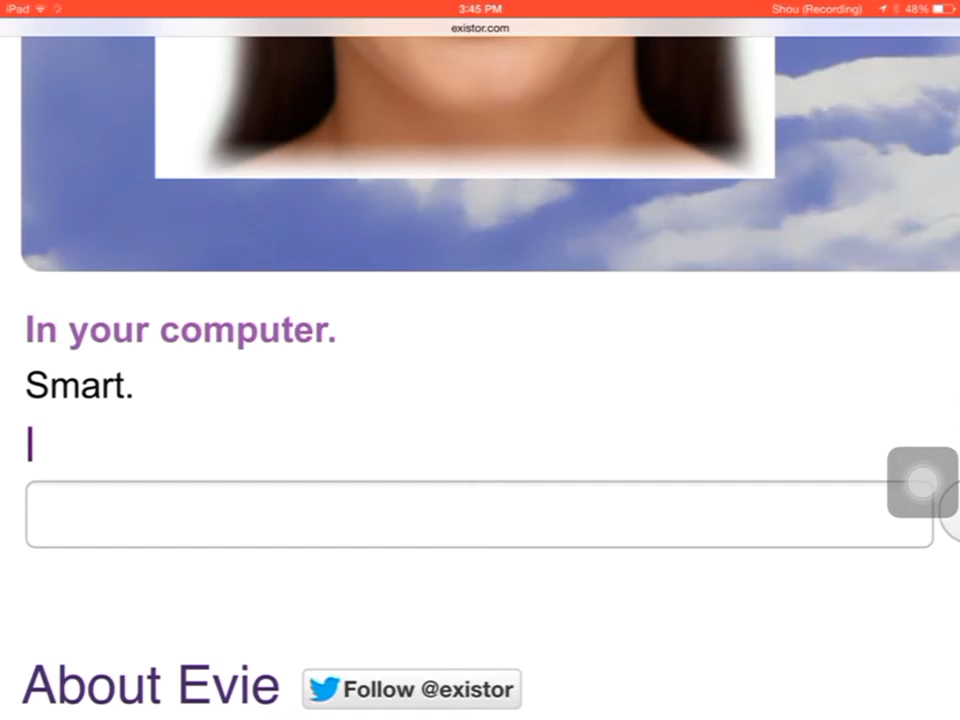 iPad 3:45 PM Shou (Recording) 48%
existor.com
In your computer.
Smart.
About Evie Follow @existor